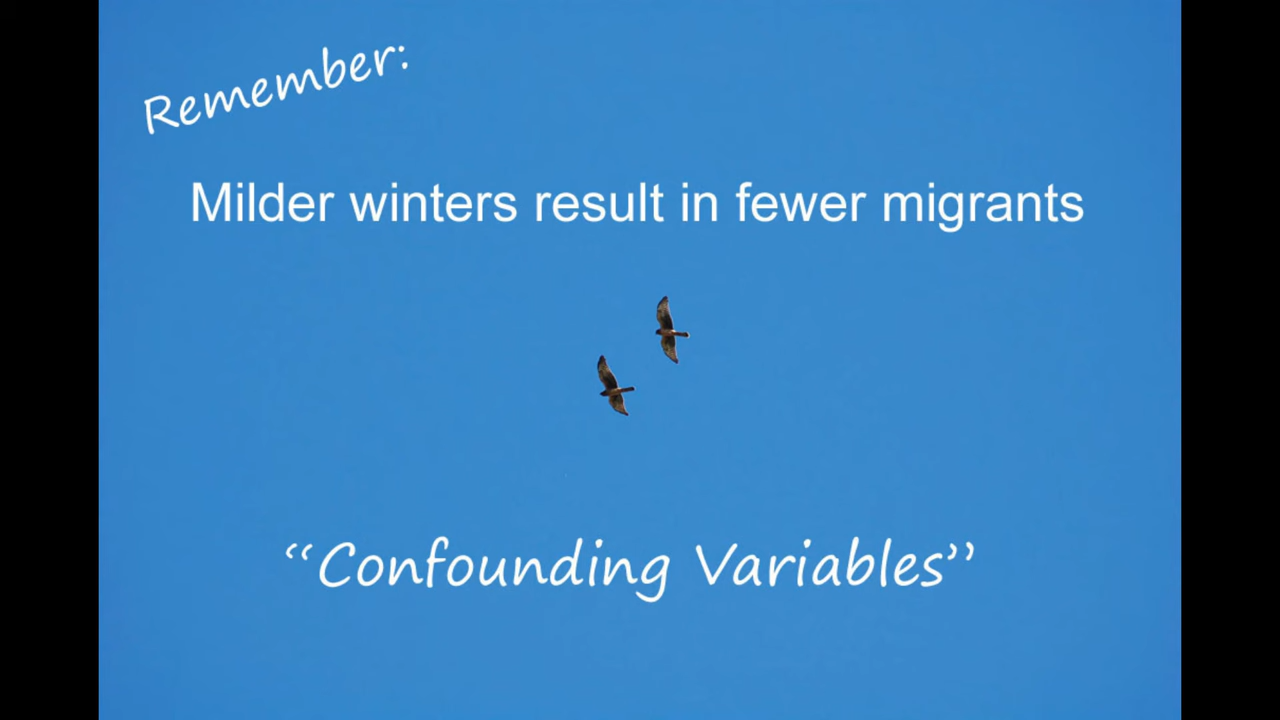 Remember:
Milder winters result in fewer migrants
“Confounding Variables”